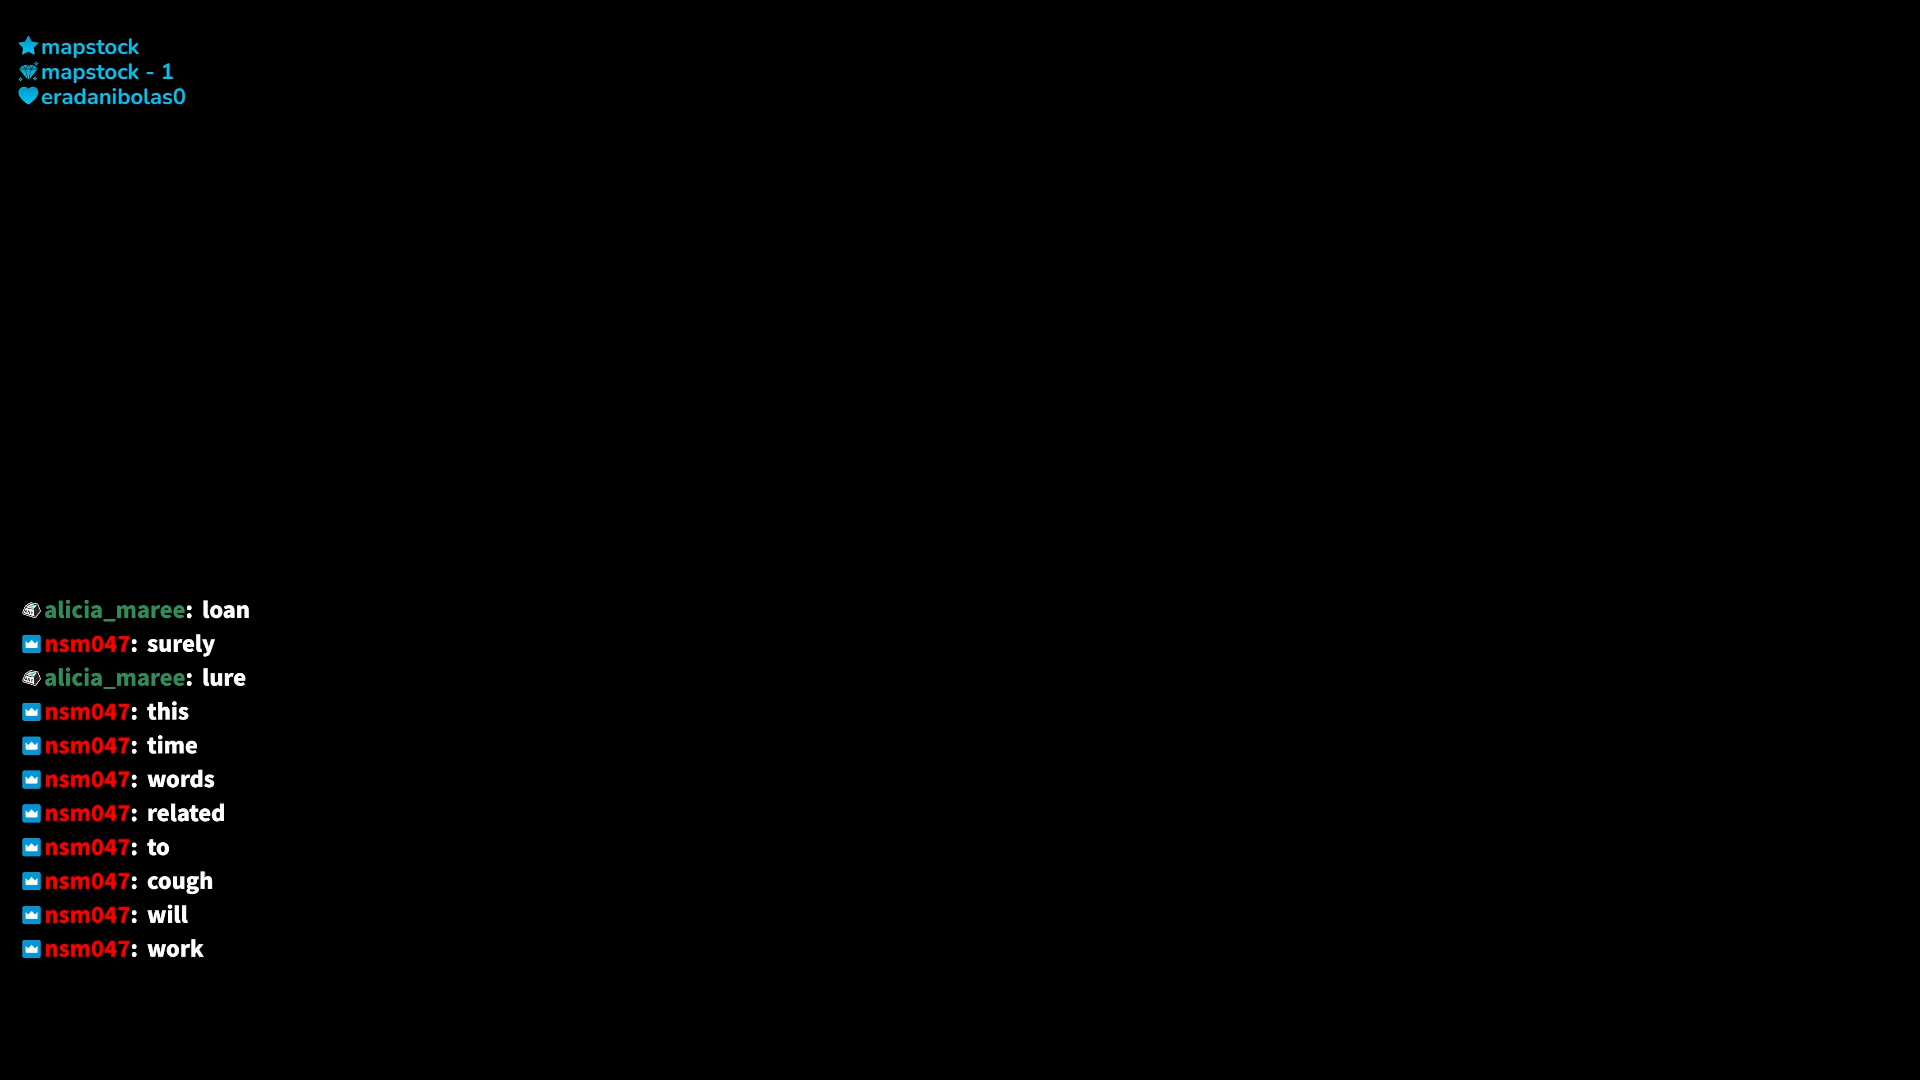 mapstock
mapstock - 1
eradanibolas0
alicia_maree: loan
nsm047: surely
alicia_maree: lure
nsm047: this
nsm047: time
nsm047: words
nsm047: related
nsm047: to
nsm047: cough
nsm047: will
nsm047: work